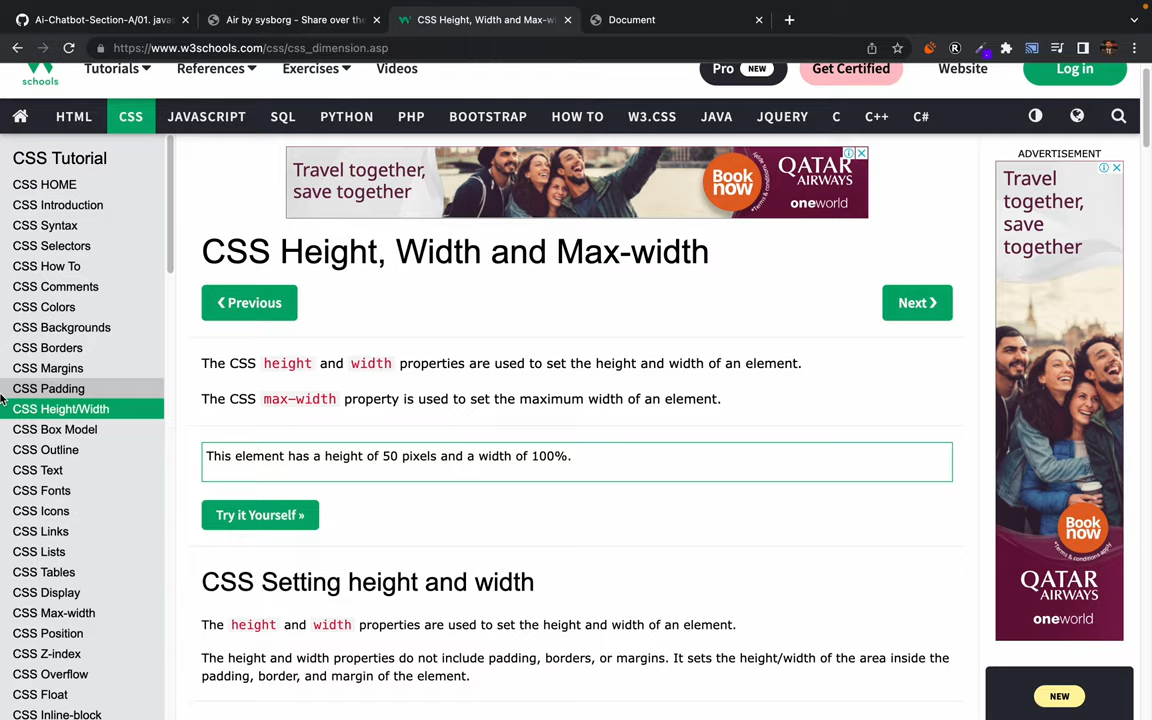 Ai-Chatbot-Section-A/01. javas
Air by sysborg - Share over the
CSS Height, Width and Max-wi
Document
https://www.w3schools.com/css/css_dimension.asp
schools
Tutorials
References
Exercises
Videos
Pro
NEW
Get Certified
Website
Log in
HTML
CSS
JAVASCRIPT
SQL
PYTHON
PHP
BOOTSTRAP
HOW TO
W3.CSS
JAVA
JQUERY
C
C++
C#
CSS Tutorial
CSS HOME
CSS Introduction
CSS Syntax
CSS Selectors
CSS How To
CSS Comments
CSS Colors
CSS Backgrounds
CSS Borders
CSS Margins
CSS Padding
CSS Height/Width
CSS Box Model
CSS Outline
CSS Text
CSS Fonts
CSS Icons
CSS Links
CSS Lists
CSS Tables
CSS Display
CSS Max-width
CSS Position
CSS Z-index
CSS Overflow
CSS Float
CSS Inline-block
Travel together,
save together
Book
now
QATAR
AIRWAYS
oneworld
CSS Height, Width and Max-width
❮ Previous
Next ❯
The CSS height and width properties are used to set the height and width of an element.
The CSS max-width property is used to set the maximum width of an element.
This element has a height of 50 pixels and a width of 100%.
Try it Yourself »
CSS Setting height and width
The height and width properties are used to set the height and width of an element.
The height and width properties do not include padding, borders, or margins. It sets the height/width of the area inside the
padding, border, and margin of the element.
ADVERTISEMENT
Travel
together,
save
together
Book
now
*Terms & conditions apply
QATAR
AIRWAYS
oneworld
NEW